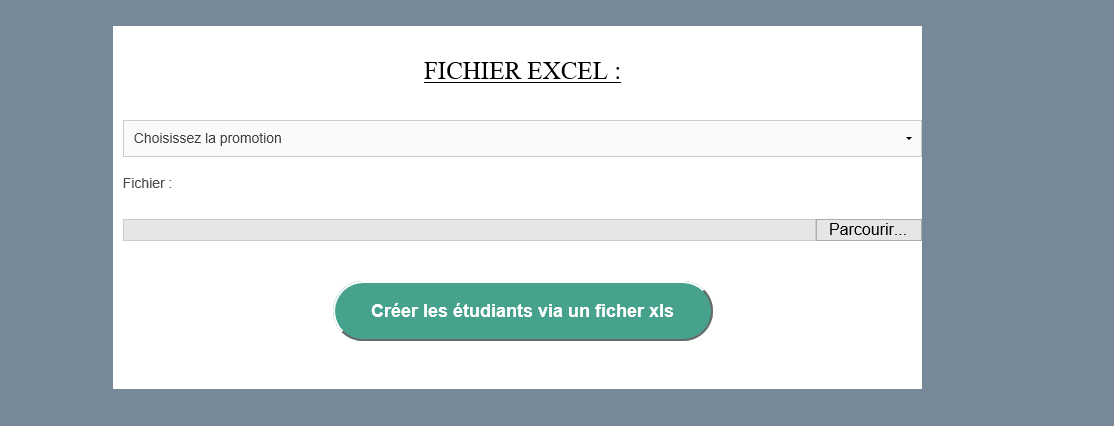 FICHIER EXCEL :
Choisissez la promotion
Fichier :
Parcourir...
Créer les étudiants via un ficher xls